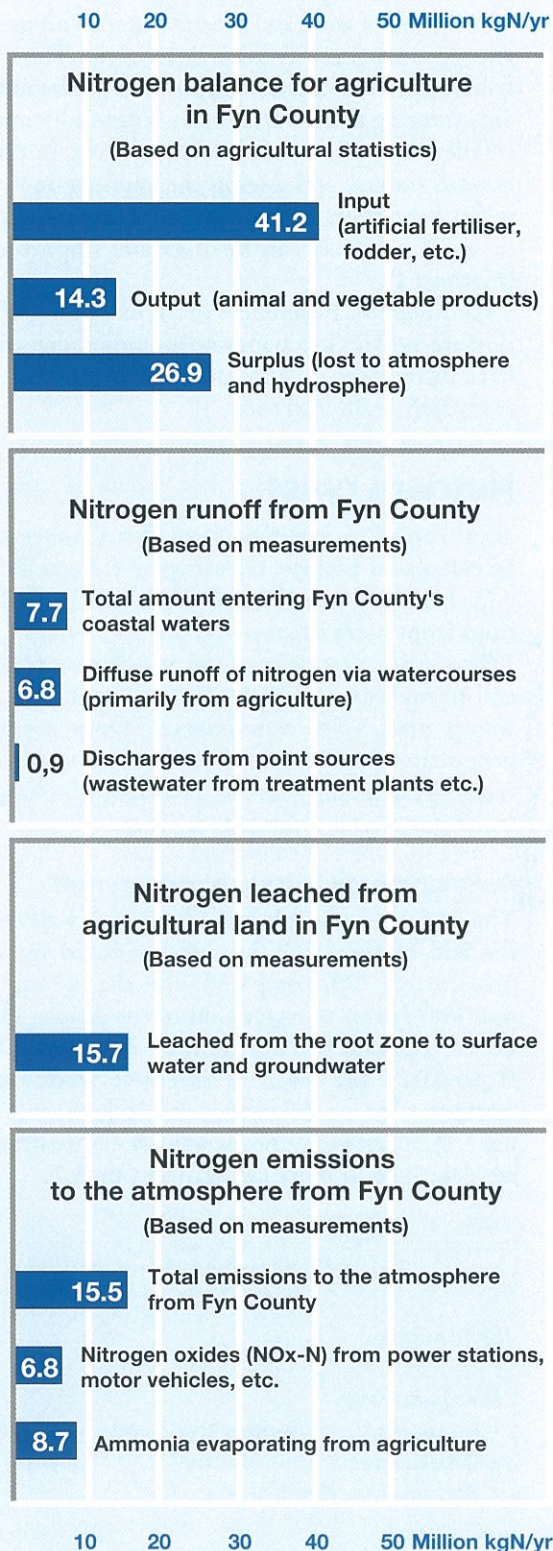 10 20 30 40 50 Million kgN/yr
Nitrogen balance for agriculture
in Fyn County
(Based on agricultural statistics)
41.2 Input
(artificial fertiliser,
fodder, etc.)
14.3 Output (animal and vegetable products)
26.9 Surplus (lost to atmosphere
and hydrosphere)
Nitrogen runoff from Fyn County
(Based on measurements)
7.7 Total amount entering Fyn County's
coastal waters
6.8 Diffuse runoff of nitrogen via watercourses
(primarily from agriculture)
0,9 Discharges from point sources
(wastewater from treatment plants etc.)
Nitrogen leached from
agricultural land in Fyn County
(Based on measurements)
15.7 Leached from the root zone to surface
water and groundwater
Nitrogen emissions
to the atmosphere from Fyn County
(Based on measurements)
15.5 Total emissions to the atmosphere
from Fyn County
6.8 Nitrogen oxides (NOx-N) from power stations,
motor vehicles, etc.
8.7 Ammonia evaporating from agriculture
10 20 30 40 50 Million kgN/yr